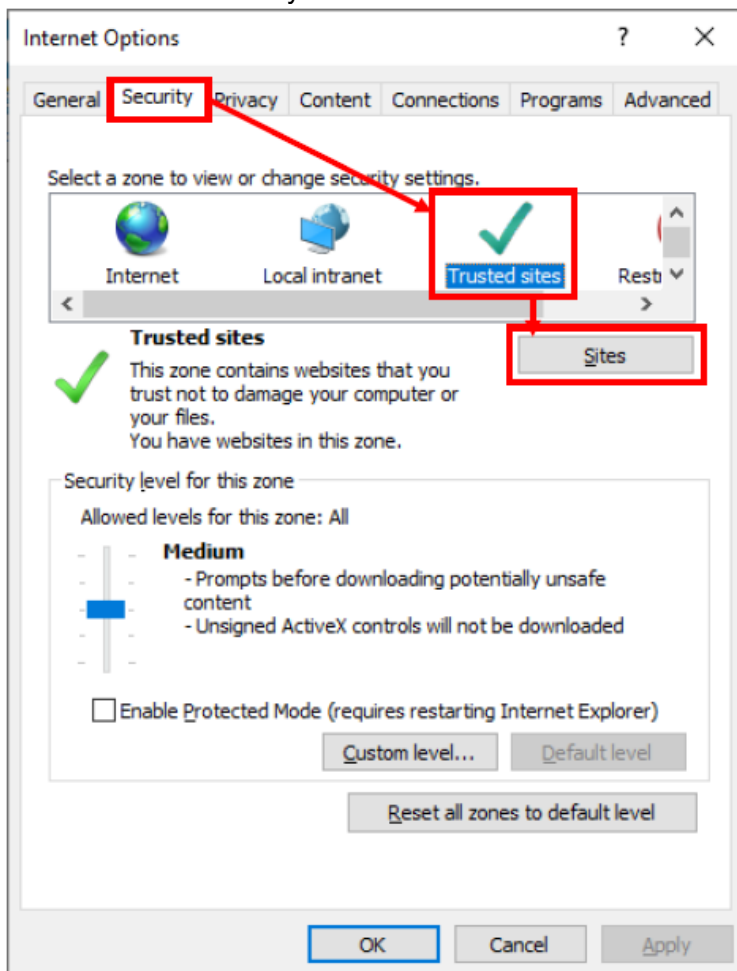 Internet Options ?
General Security Privacy Content Connections Programs Advanced
Select a zone to view or change security settings.
Internet Local intranet Trusted sites Restr
Trusted sites
Sites
This zone contains websites that you
trust not to damage your computer or
your files.
You have websites in this zone.
Security level for this zone
Allowed levels for this zone: All
Medium
- Prompts before downloading potentially unsafe
content
- Unsigned ActiveX controls will not be downloaded
Enable Protected Mode (requires restarting Internet Explorer)
Custom level... Default level
Reset all zones to default level
OK Cancel Apply